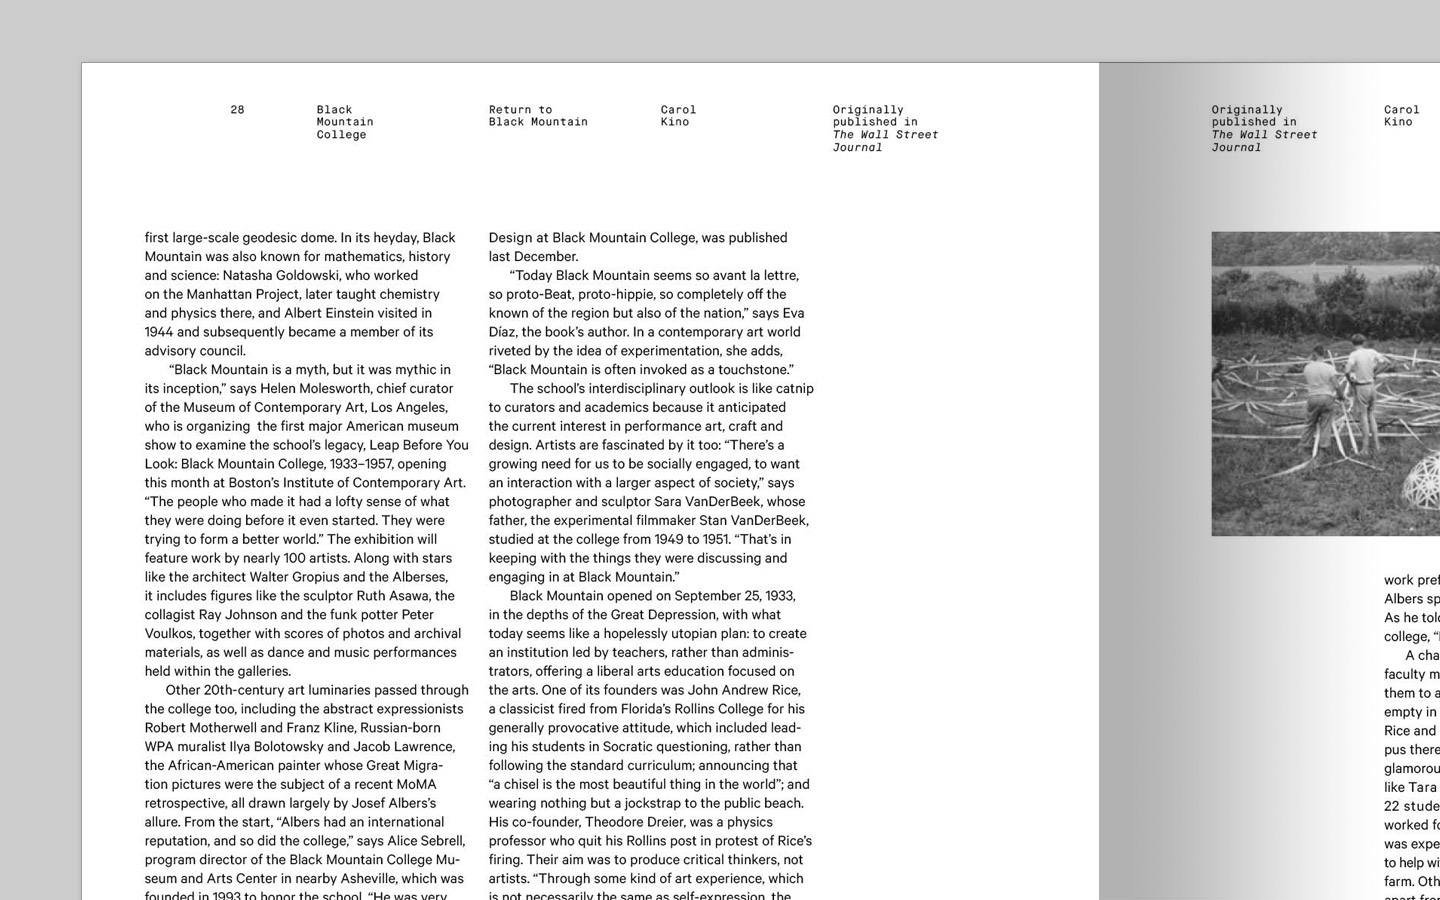 28
Black
Mountain
College
Return to
Black Mountain
Carol
Kino
Originally
published in
The Wall Street
Journal
first large-scale geodesic dome. In its heyday, Black
Mountain was also known for mathematics, history
and science: Natasha Goldowski, who worked
on the Manhattan Project, later taught chemistry
and physics there, and Albert Einstein visited in
1944 and subsequently became a member of its
advisory council.
“Black Mountain is a myth, but it was mythic in
its inception,” says Helen Molesworth, chief curator
of the Museum of Contemporary Art, Los Angeles,
who is organizing  the first major American museum
show to examine the school’s legacy, Leap Before You
Look: Black Mountain College, 1933–1957, opening
this month at Boston’s Institute of Contemporary Art.
“The people who made it had a lofty sense of what
they were doing before it even started. They were
trying to form a better world.” The exhibition will
feature work by nearly 100 artists. Along with stars
like the architect Walter Gropius and the Alberses,
it includes figures like the sculptor Ruth Asawa, the
collagist Ray Johnson and the funk potter Peter
Voulkos, together with scores of photos and archival
materials, as well as dance and music performances
held within the galleries.
Other 20th-century art luminaries passed through
the college too, including the abstract expressionists
Robert Motherwell and Franz Kline, Russian-born
WPA muralist Ilya Bolotowsky and Jacob Lawrence,
the African-American painter whose Great Migra-
tion pictures were the subject of a recent MoMA
retrospective, all drawn largely by Josef Albers’s
allure. From the start, “Albers had an international
reputation, and so did the college,” says Alice Sebrell,
program director of the Black Mountain College Mu-
seum and Arts Center in nearby Asheville, which was
founded in 1993 to honor the school. “He was very
Design at Black Mountain College, was published
last December.
“Today Black Mountain seems so avant la lettre,
so proto-Beat, proto-hippie, so completely off the
known of the region but also of the nation,” says Eva
Díaz, the book’s author. In a contemporary art world
riveted by the idea of experimentation, she adds,
“Black Mountain is often invoked as a touchstone.”
The school’s interdisciplinary outlook is like catnip
to curators and academics because it anticipated
the current interest in performance art, craft and
design. Artists are fascinated by it too: “There’s a
growing need for us to be socially engaged, to want
an interaction with a larger aspect of society,” says
photographer and sculptor Sara VanDerBeek, whose
father, the experimental filmmaker Stan VanDerBeek,
studied at the college from 1949 to 1951. “That’s in
keeping with the things they were discussing and
engaging in at Black Mountain.”
Black Mountain opened on September 25, 1933,
in the depths of the Great Depression, with what
today seems like a hopelessly utopian plan: to create
an institution led by teachers, rather than adminis-
trators, offering a liberal arts education focused on
the arts. One of its founders was John Andrew Rice,
a classicist fired from Florida’s Rollins College for his
generally provocative attitude, which included lead-
ing his students in Socratic questioning, rather than
following the standard curriculum; announcing that
“a chisel is the most beautiful thing in the world”; and
wearing nothing but a jockstrap to the public beach.
His co-founder, Theodore Dreier, was a physics
professor who quit his Rollins post in protest of Rice’s
firing. Their aim was to produce critical thinkers, not
artists. “Through some kind of art experience, which
is not necessarily the same as self-expression, the
Originally
published in
The Wall Street
Journal
Carol
Kino
work pref
Albers sp
As he told
college, “
A cha
faculty m
them to a
empty in
Rice and
pus there
glamorou
like Tara
22 stude
worked fo
was expe
to help wi
farm. Oth
apart from